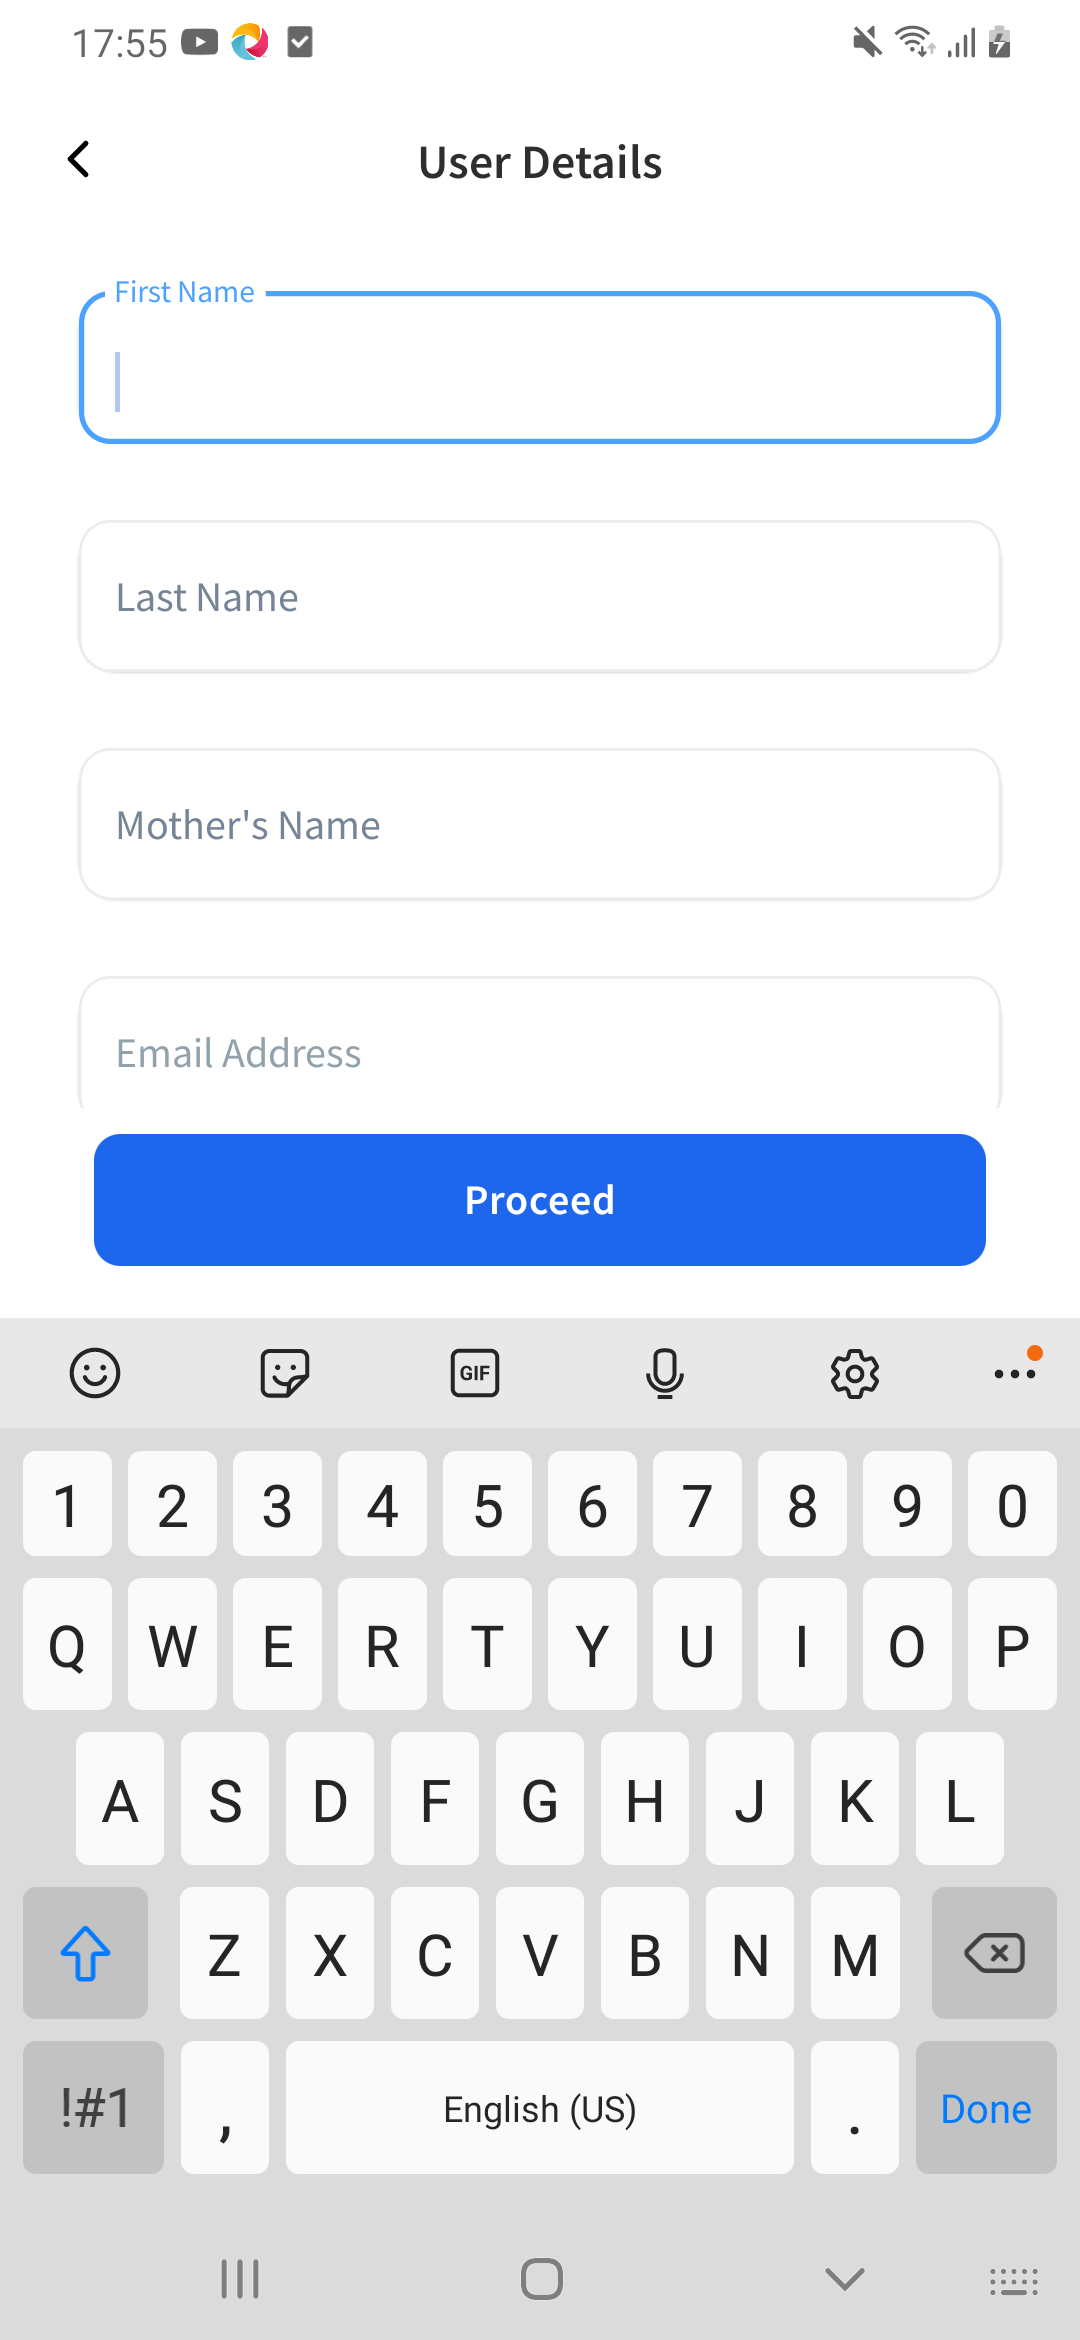 17:55
User Details
First Name
Last Name
Mother's Name
Email Address
Proceed
GIF
1 2 3 4 5 6 7 8 9 0
Q W E R T Y U I O P
A S D F G H J K L
Z X C V B N M
!#1 , English (US) . Done